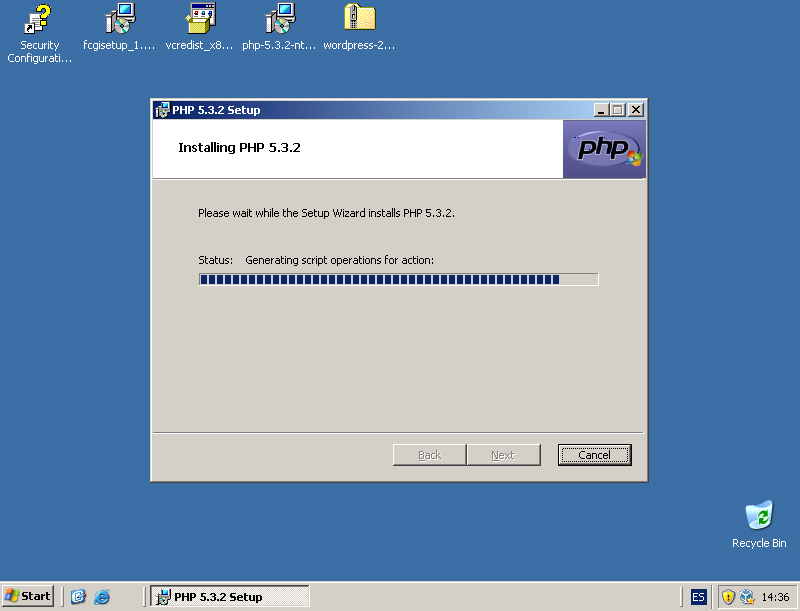 Security
Configurati...
fcgisetup_1....
vcredist_x8...
php-5.3.2-nt...
wordpress-2...
PHP 5.3.2 Setup
Installing PHP 5.3.2
php
Please wait while the Setup Wizard installs PHP 5.3.2.
Status: Generating script operations for action:
Back
Next
Cancel
Recycle Bin
Start
PHP 5.3.2 Setup
ES
14:36